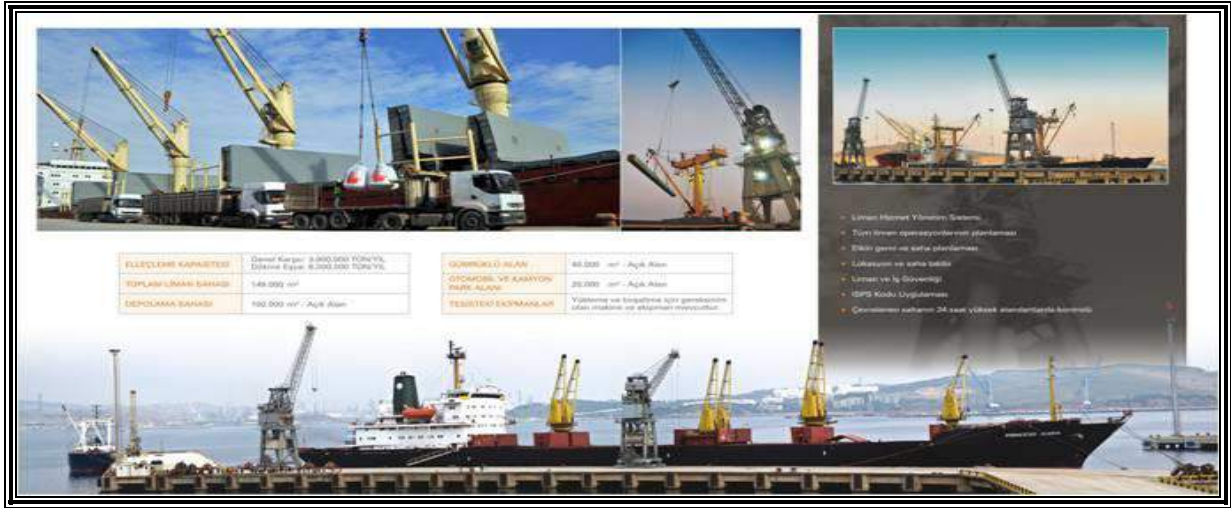 ELLEÇLEME KAPASİTESİ
Genel Kargo: 3.000.000 TON/YIL
Dökme Eşya: 6.000.000 TON/YIL
TOPLAM LİMAN SAHASI
149.000 m²
DEPOLAMA SAHASI
100.000 m² - Açık Alan
GÜMRÜKLÜ ALAN
40.000 m² - Açık Alan
OTOMOBİL VE KAMYON
PARK ALANI
20.000 m² - Açık Alan
TESİSTEKİ EKİPMANLAR
Yükleme ve boşaltma için gereksinim
olan makine ve ekipman mevcuttur.
Liman Hizmet Yönetim Sistemi
Tüm liman operasyonlarının planlaması
Etkin gemi ve saha planlaması
Lokasyon ve saha takibi
Liman ve İş Güvenliği
ISPS Kodu Uygulaması
Çevrelenen sahanın 24 saat yüksek standartlarda kontrolü